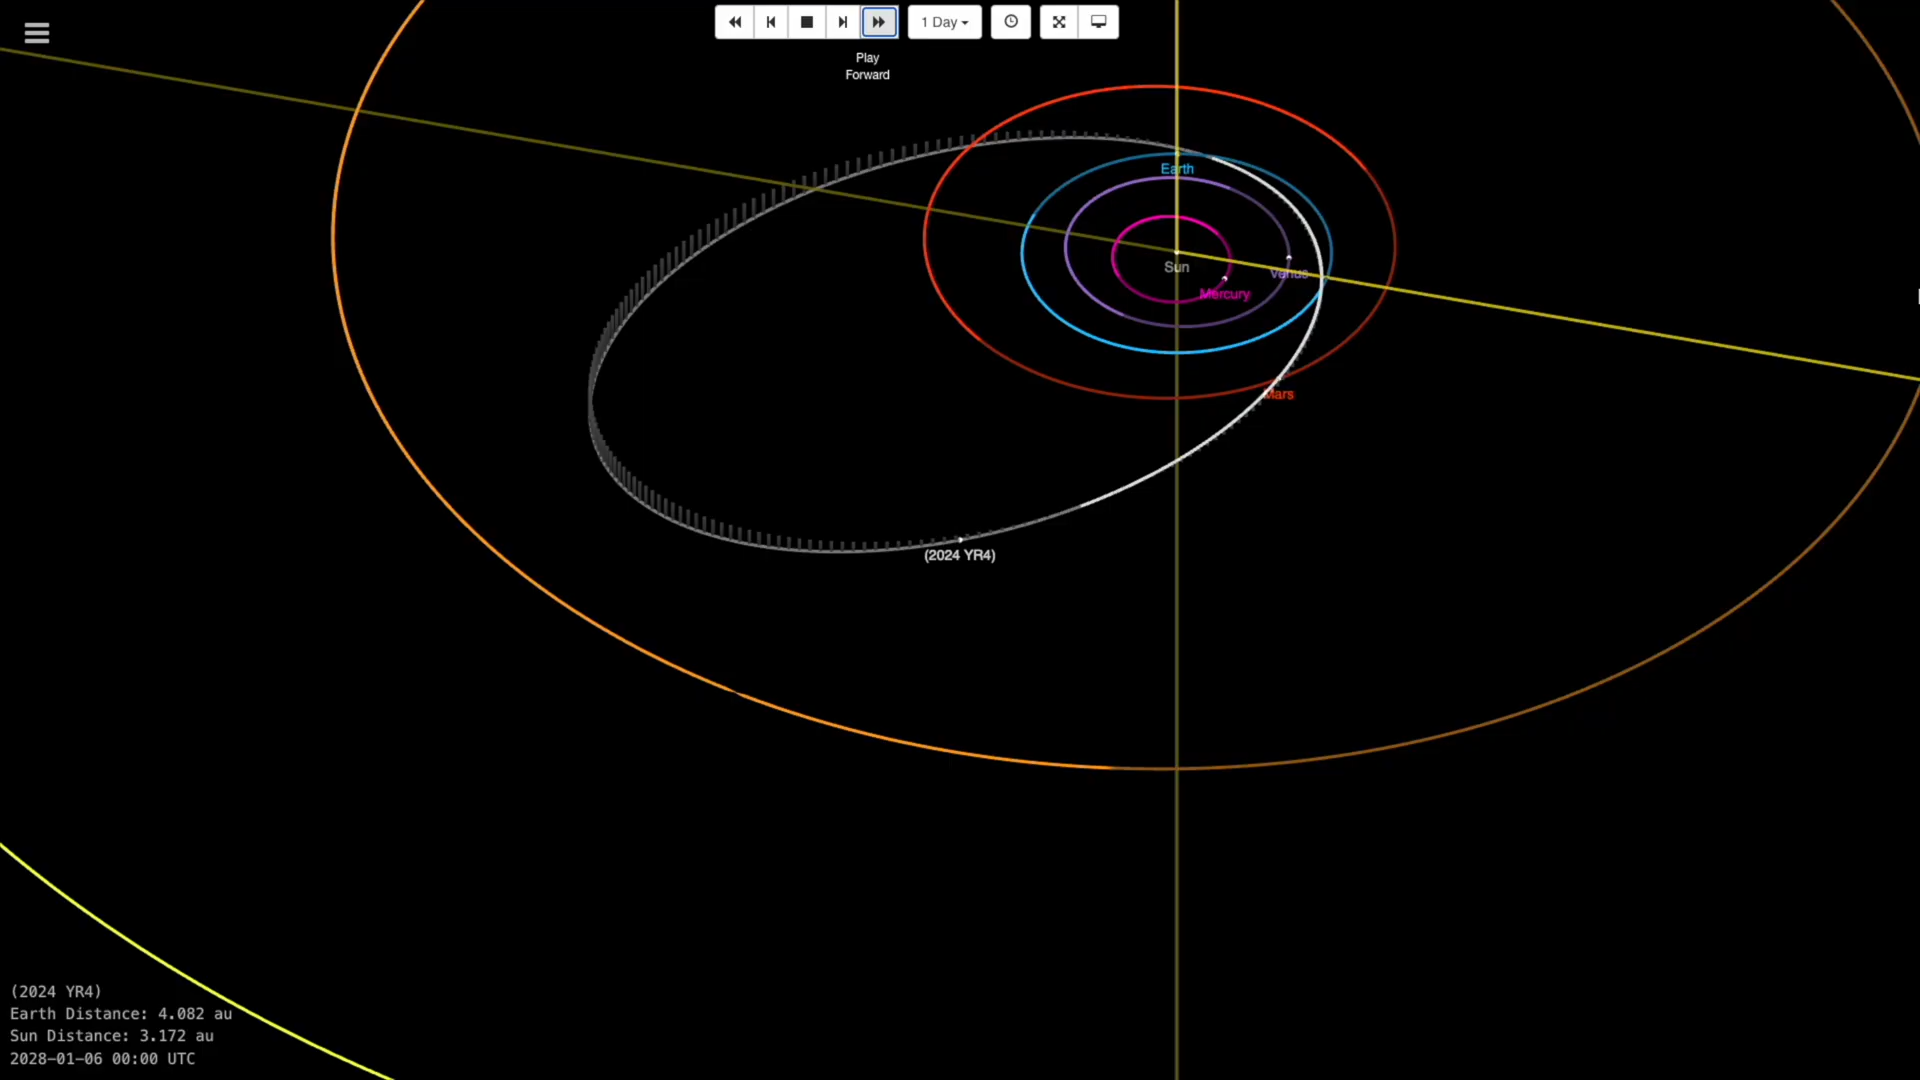 1 Day
Play
Forward
Earth
Sun
Venus
Mercury
Mars
(2024 YR4)
(2024 YR4)
Earth Distance: 4.082 au
Sun Distance: 3.172 au
2028-01-06 00:00 UTC